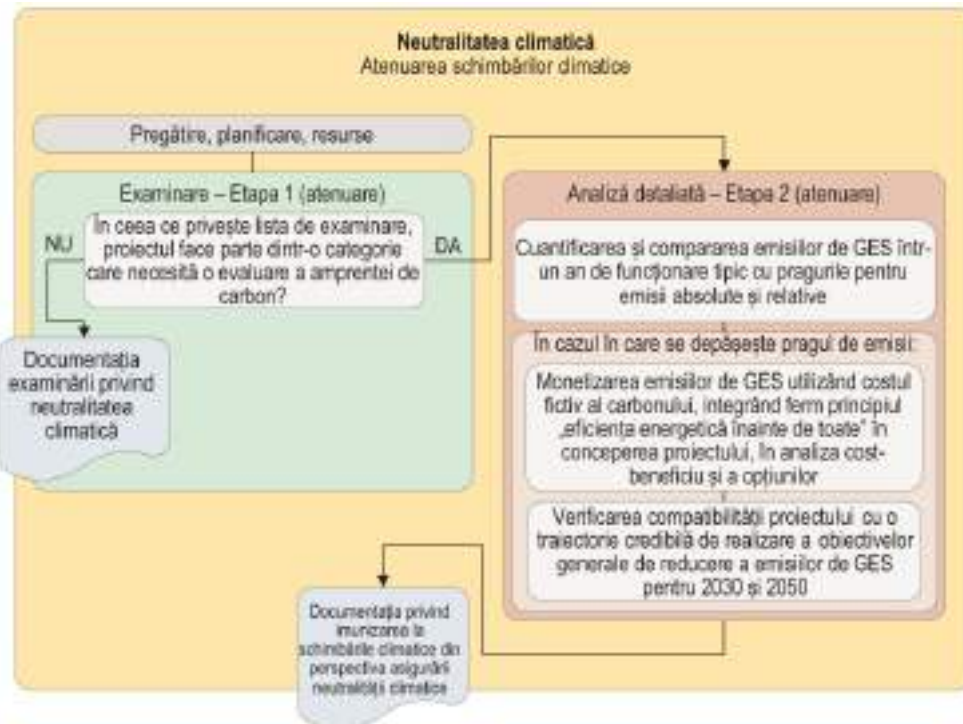 Neutralitatea climatică
Atenuarea schimbărilor climatice
Pregătire, planificare, resurse
Examinare – Etapa 1 (atenuare)
În ceea ce privește lista de examinare,
proiectul face parte dintr-o categorie
care necesită o evaluare a amprentei de
carbon?
NU
DA
Documentația
examinării privind
neutralitatea
climatică
Analiză detaliată – Etapa 2 (atenuare)
Cuantificarea și compararea emisiilor de GES într-
un an de funcționare tipic cu pragurile pentru
emisii absolute și relative
În cazul în care se depășește pragul de emisii:
Monetizarea emisiilor de GES utilizând costul
fictiv al carbonului, integrând ferm principiul
„eficiența energetică înainte de toate” în
conceperea proiectului, în analiza cost-
beneficiu și a opțiunilor
Verificarea compatibilității proiectului cu o
traiectorie credibilă de realizare a obiectivelor
generale de reducere a emisiilor de GES
pentru 2030 și 2050
Documentația privind
imunizarea la
schimbările climatice din
perspectiva asigurării
neutralității climatice